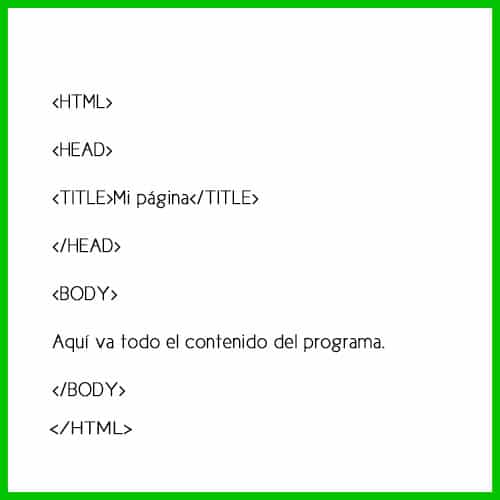 <HTML>
<HEAD>
<TITLE>Mi página</TITLE>
</HEAD>
<BODY>
Aquí va todo el contenido del programa.
</BODY>
</HTML>